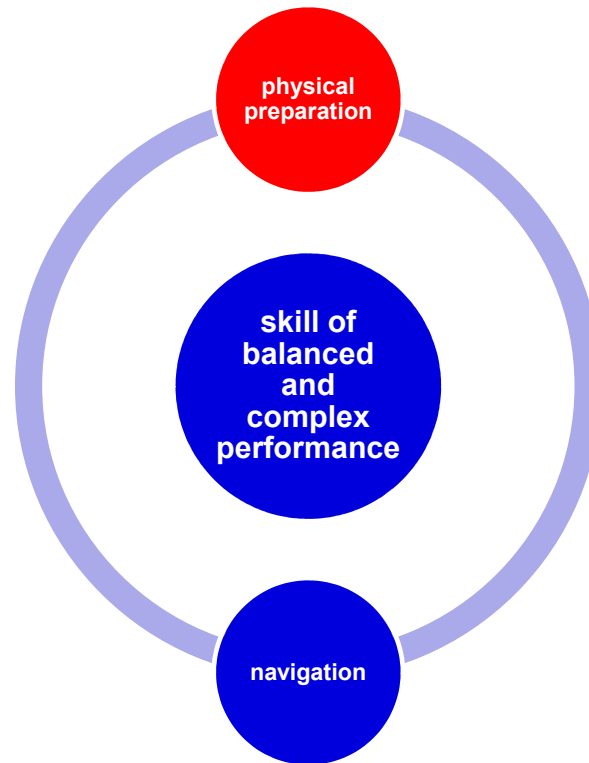 physical
preparation
skill of
balanced
and
complex
performance
navigation